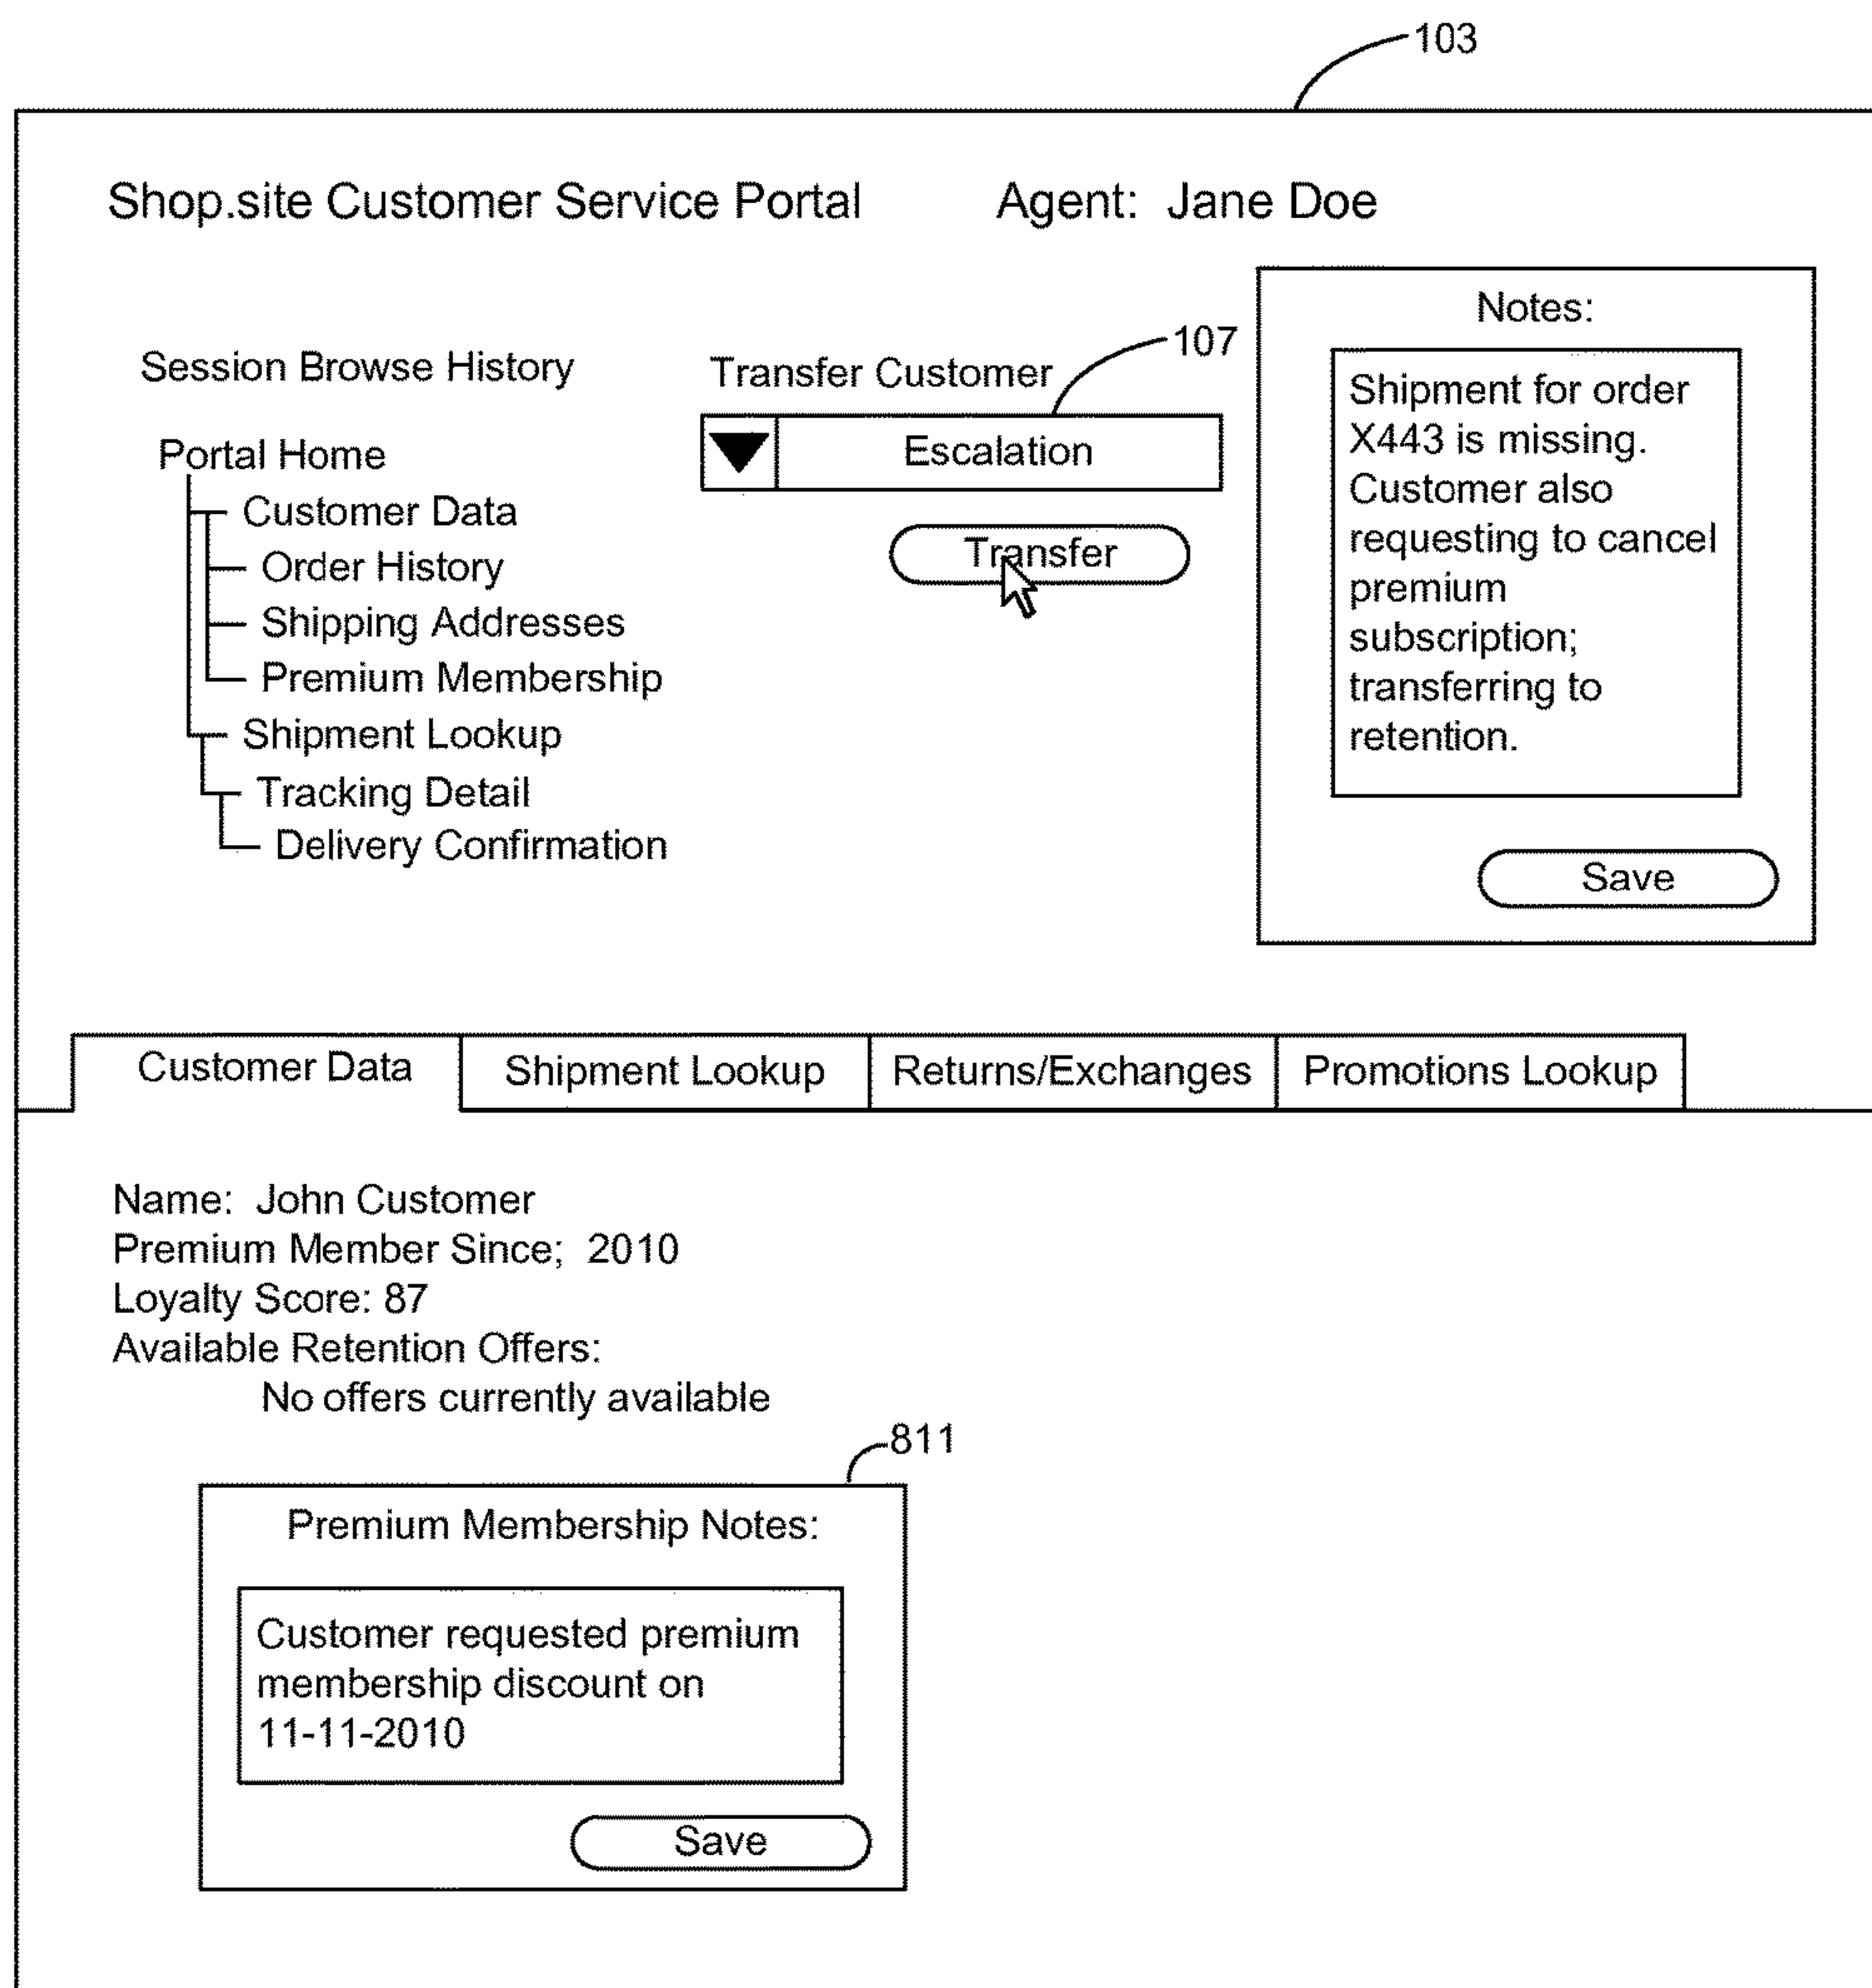 103
Shop.site Customer Service Portal
Agent: Jane Doe
Session Browse History
Portal Home
Customer Data
Order History
Shipping Addresses
Premium Membership
Shipment Lookup
Tracking Detail
Delivery Confirmation
Transfer Customer
107
Escalation
Transfer
Notes:
Shipment for order
X443 is missing.
Customer also
requesting to cancel
premium
subscription;
transferring to
retention.
Save
Customer Data
Shipment Lookup
Returns/Exchanges
Promotions Lookup
Name: John Customer
Premium Member Since; 2010
Loyalty Score: 87
Available Retention Offers:
No offers currently available
811
Premium Membership Notes:
Customer requested premium
membership discount on
11-11-2010
Save